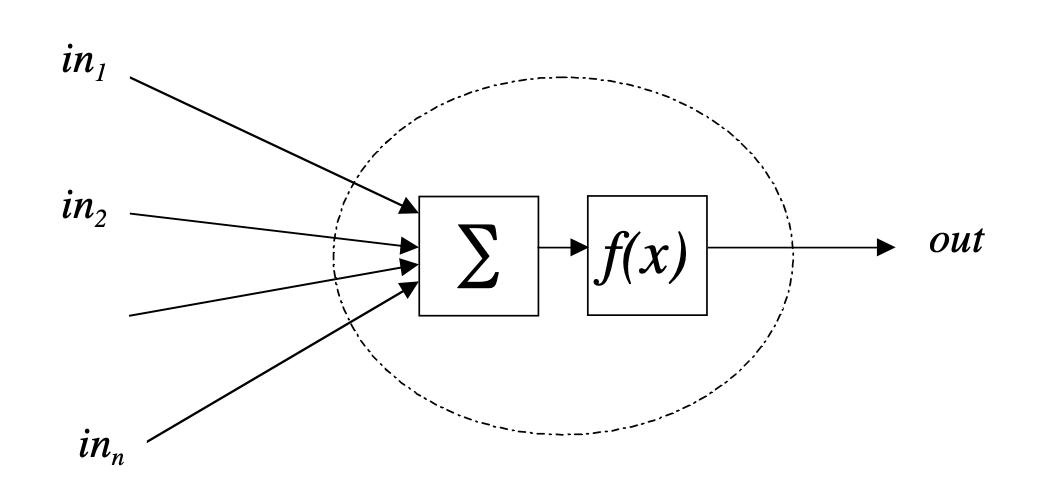 in₁
in₂
∑
f(x)
out
inₙ